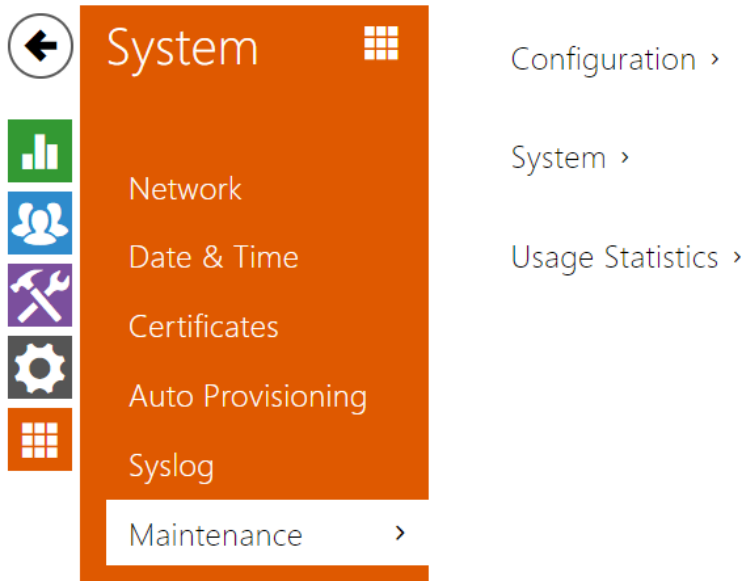 System
Network
Date & Time
Certificates
Auto Provisioning
Syslog
Maintenance ›
Configuration ›
System ›
Usage Statistics ›